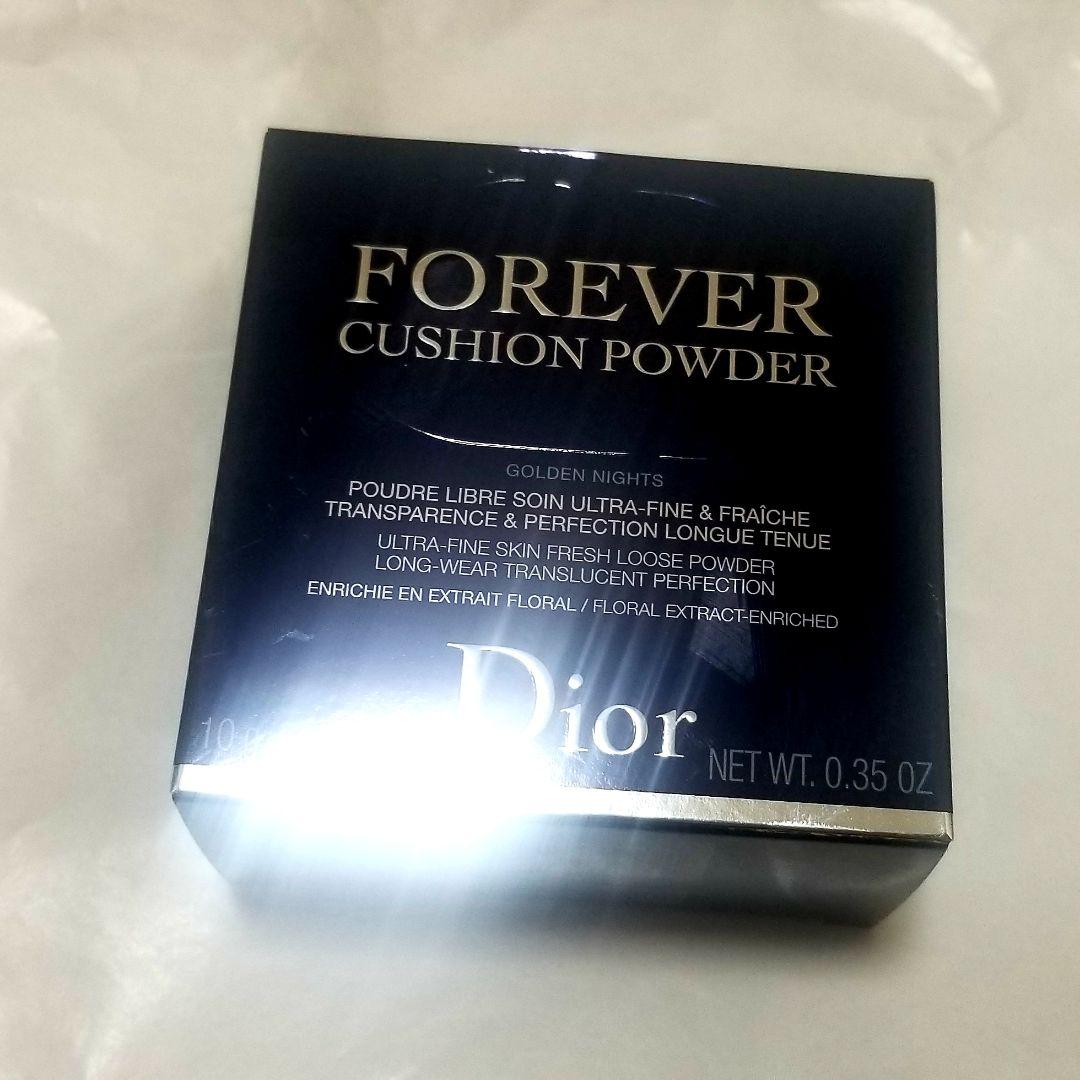 FOREVER
CUSHION POWDER
GOLDEN NIGHTS
POUDRE LIBRE SOIN ULTRA-FINE & FRAÎCHE
TRANSPARENCE & PERFECTION LONGUE TENUE
ULTRA-FINE SKIN FRESH LOOSE POWDER
LONG-WEAR TRANSLUCENT PERFECTION
ENRICHIE EN EXTRAIT FLORAL / FLORAL EXTRACT-ENRICHED
Dior
10 g
NET WT. 0.35 OZ